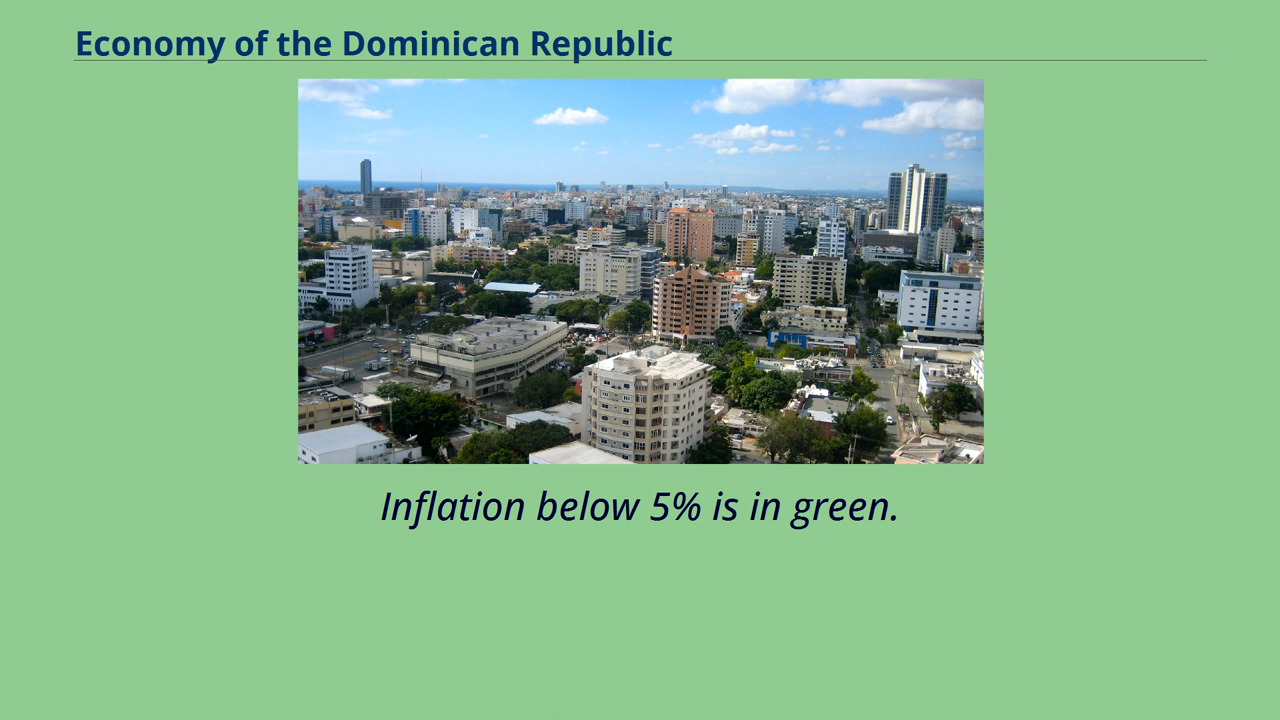 Economy of the Dominican Republic
Inflation below 5% is in green.